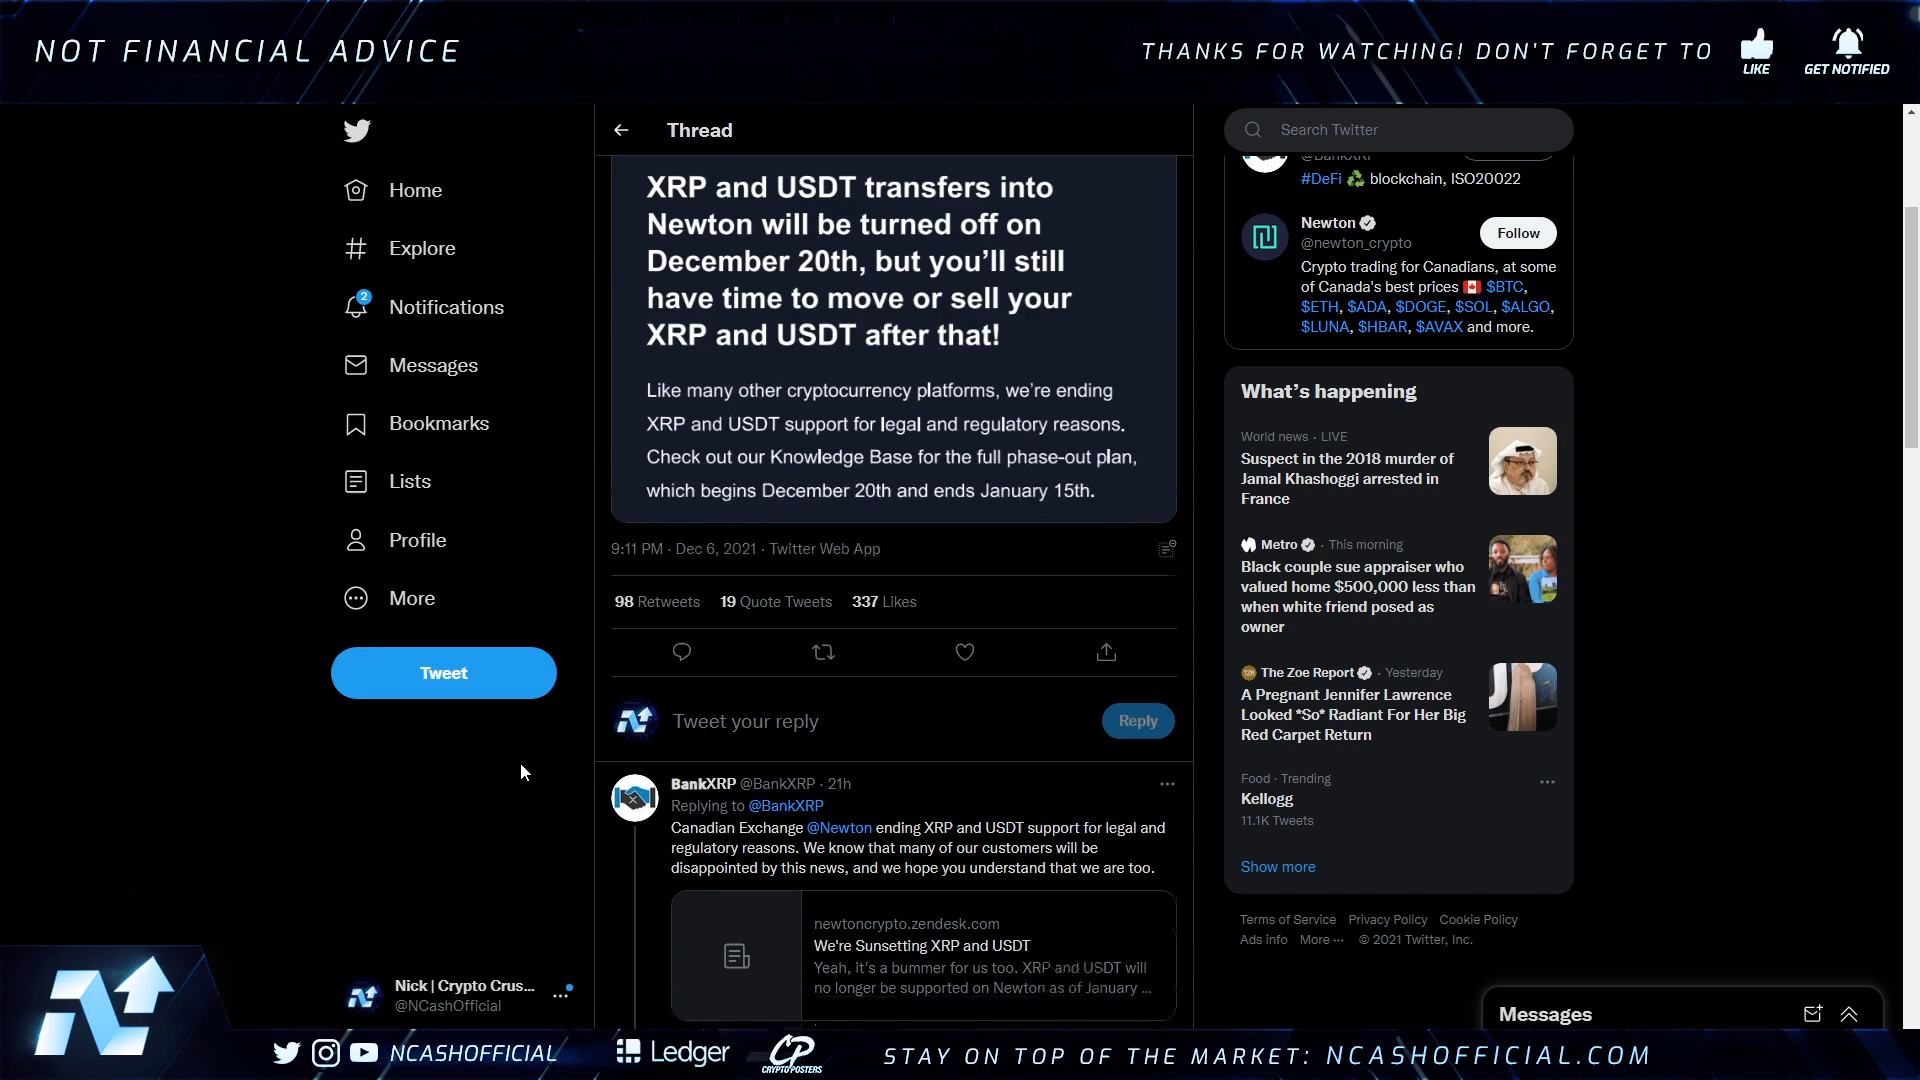 NOT FINANCIAL ADVICE
THANKS FOR WATCHING! DON'T FORGET TO
LIKE
GET NOTIFIED
Home
Explore
2
Notifications
Messages
Bookmarks
Lists
Profile
More
Tweet
Nick | Crypto Crus...
@NCashOfficial
Thread
XRP and USDT transfers into
Newton will be turned off on
December 20th, but you’ll still
have time to move or sell your
XRP and USDT after that!
Like many other cryptocurrency platforms, we’re ending
XRP and USDT support for legal and regulatory reasons.
Check out our Knowledge Base for the full phase-out plan,
which begins December 20th and ends January 15th.
9:11 PM · Dec 6, 2021 · Twitter Web App
98 Retweets 19 Quote Tweets 337 Likes
Tweet your reply
Reply
BankXRP @BankXRP · 21h
Replying to @BankXRP
Canadian Exchange @Newton ending XRP and USDT support for legal and
regulatory reasons. We know that many of our customers will be
disappointed by this news, and we hope you understand that we are too.
newtoncrypto.zendesk.com
We're Sunsetting XRP and USDT
Yeah, it's a bummer for us too. XRP and USDT will
no longer be supported on Newton as of January ...
Search Twitter
@BankXRP
#DeFi blockchain, ISO20022
Newton
@newton_crypto
Follow
Crypto trading for Canadians, at some
of Canada's best prices $BTC,
$ETH, $ADA, $DOGE, $SOL, $ALGO,
$LUNA, $HBAR, $AVAX and more.
What’s happening
World news · LIVE
Suspect in the 2018 murder of
Jamal Khashoggi arrested in
France
Metro · This morning
Black couple sue appraiser who
valued home $500,000 less than
when white friend posed as
owner
The Zoe Report · Yesterday
A Pregnant Jennifer Lawrence
Looked *So* Radiant For Her Big
Red Carpet Return
Food · Trending
Kellogg
11.1K Tweets
Show more
Terms of Service Privacy Policy Cookie Policy
Ads info More ··· © 2021 Twitter, Inc.
Messages
NCASHOFFICIAL
Ledger
CP
CRYPTOPOSTERS
STAY ON TOP OF THE MARKET: NCASHOFFICIAL.COM